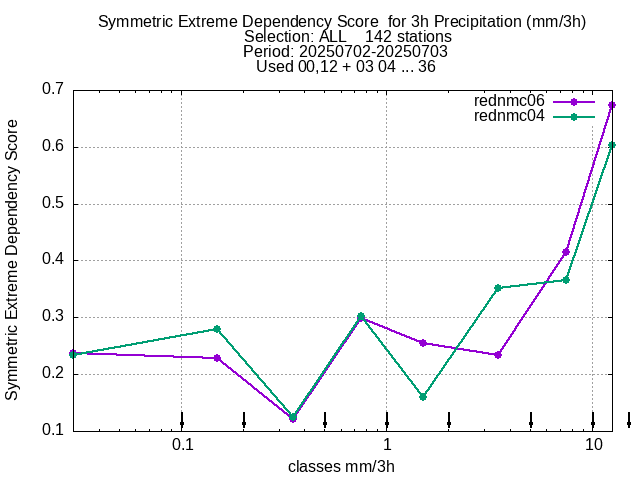 Symmetric Extreme Dependency Score  for 3h Precipitation (mm/3h)
Selection: ALL    142 stations
Period: 20250702-20250703
Used 00,12 + 03 04 ... 36
rednmc06
rednmc04
Symmetric Extreme Dependency Score
0.7
0.6
0.5
0.4
0.3
0.2
0.1
0.1 1 10
classes mm/3h